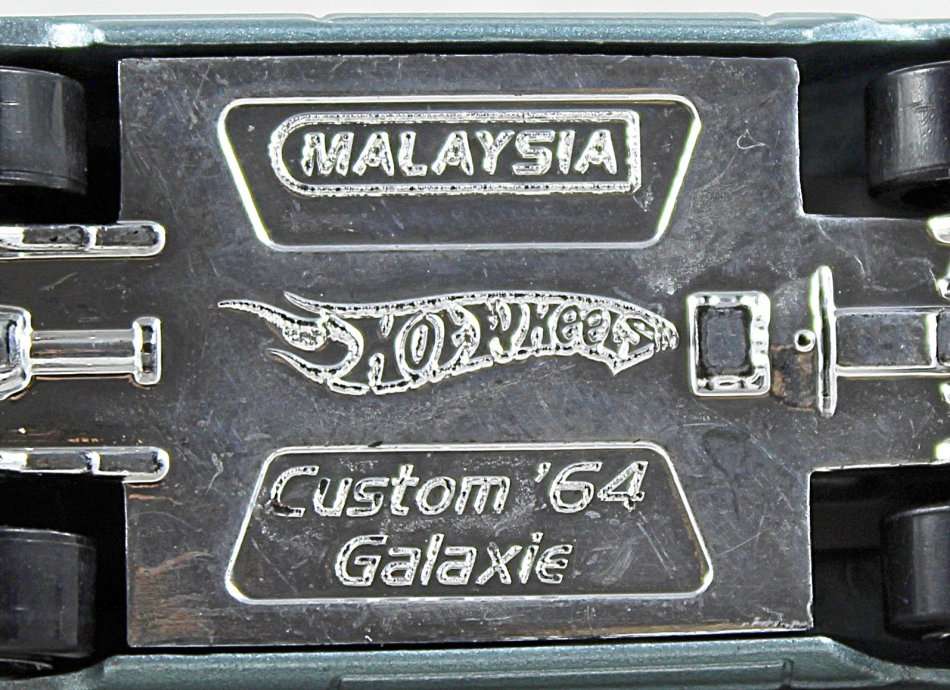 MALAYSIA
HOT WHEELS
Custom '64
Galaxie